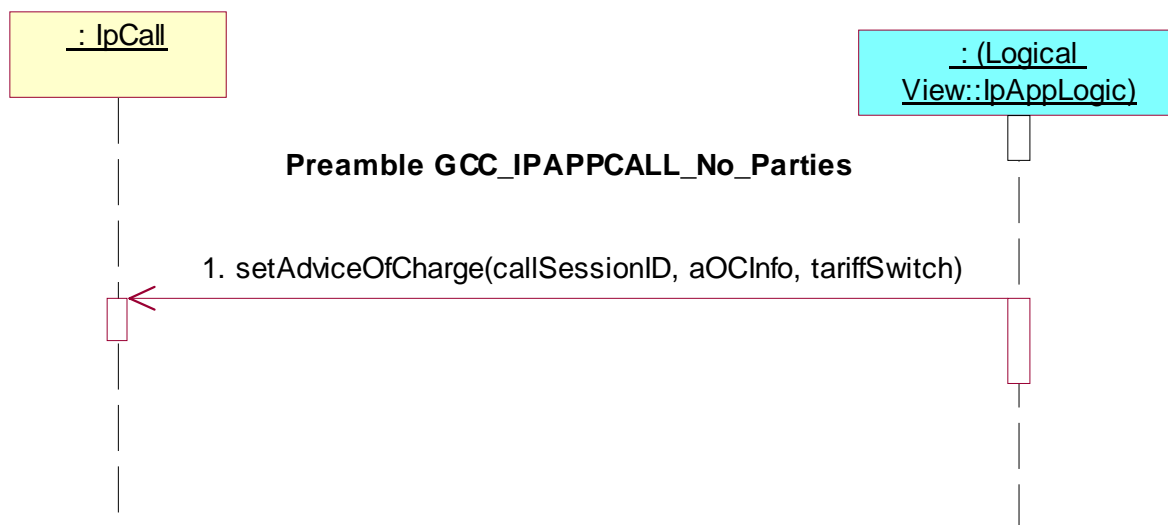 : IpCall
: (Logical
View::IpAppLogic)
Preamble GCC_IPAPPCALL_No_Parties
1. setAdviceOfCharge(callSessionID, aOCInfo, tariffSwitch)